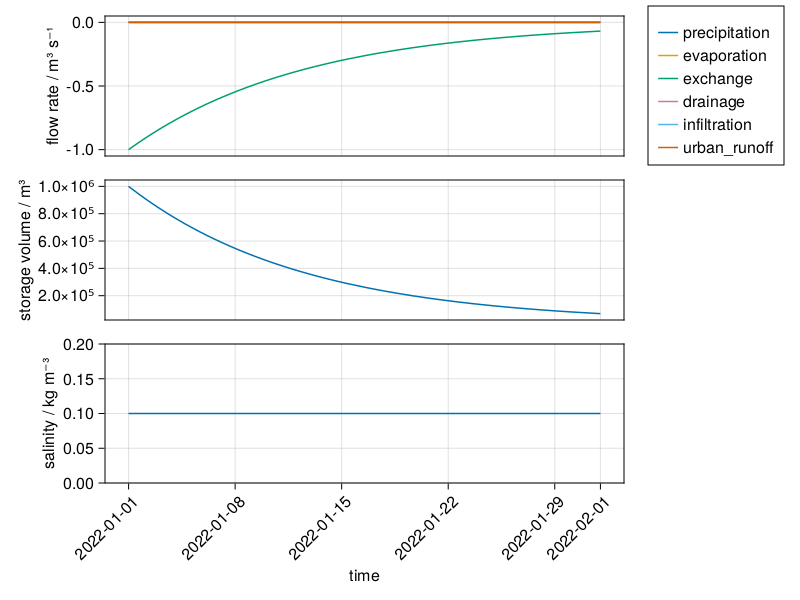 flow rate / m³ s⁻¹
0.0
-0.5
-1.0
precipitation
evaporation
exchange
drainage
infiltration
urban_runoff
storage volume / m³
1.0×10⁶
8.0×10⁵
6.0×10⁵
4.0×10⁵
2.0×10⁵
salinity / kg m⁻³
0.20
0.15
0.10
0.05
0.00
2022-01-01
2022-01-08
2022-01-15
2022-01-22
2022-01-29
2022-02-01
time